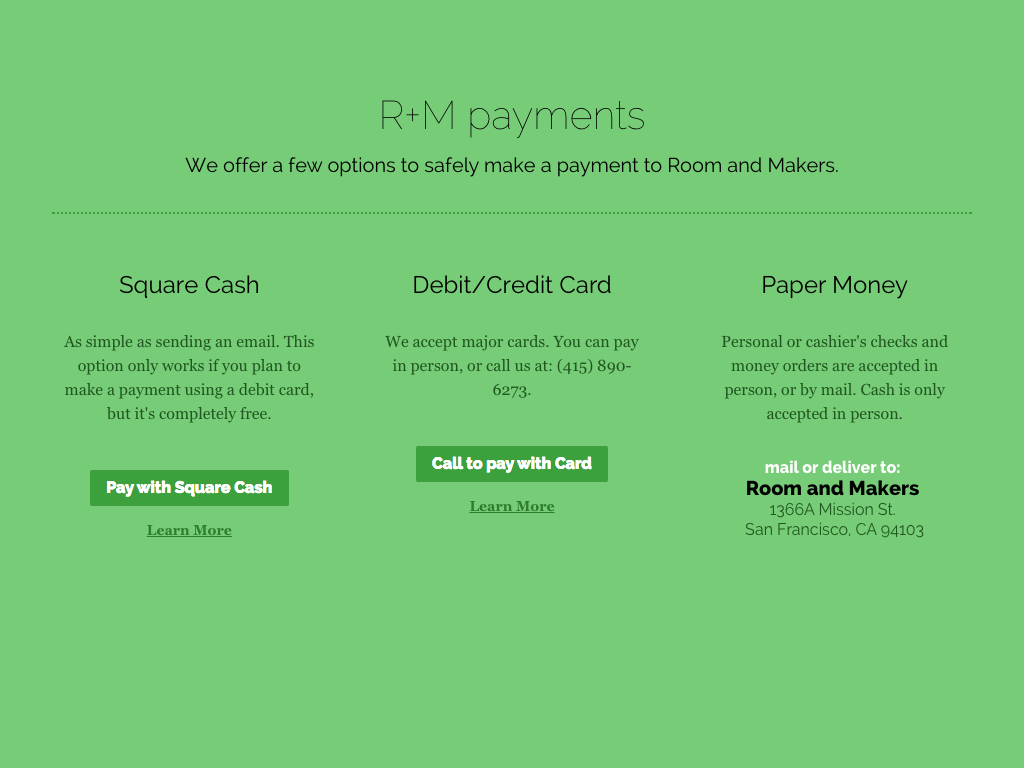 R+M payments
We offer a few options to safely make a payment to Room and Makers.
Square Cash
As simple as sending an email. This
option only works if you plan to
make a payment using a debit card,
but it's completely free.
Pay with Square Cash
Learn More
Debit/Credit Card
We accept major cards. You can pay
in person, or call us at: (415) 890-
6273.
Call to pay with Card
Learn More
Paper Money
Personal or cashier's checks and
money orders are accepted in
person, or by mail. Cash is only
accepted in person.
mail or deliver to:
Room and Makers
1366A Mission St.
San Francisco, CA 94103